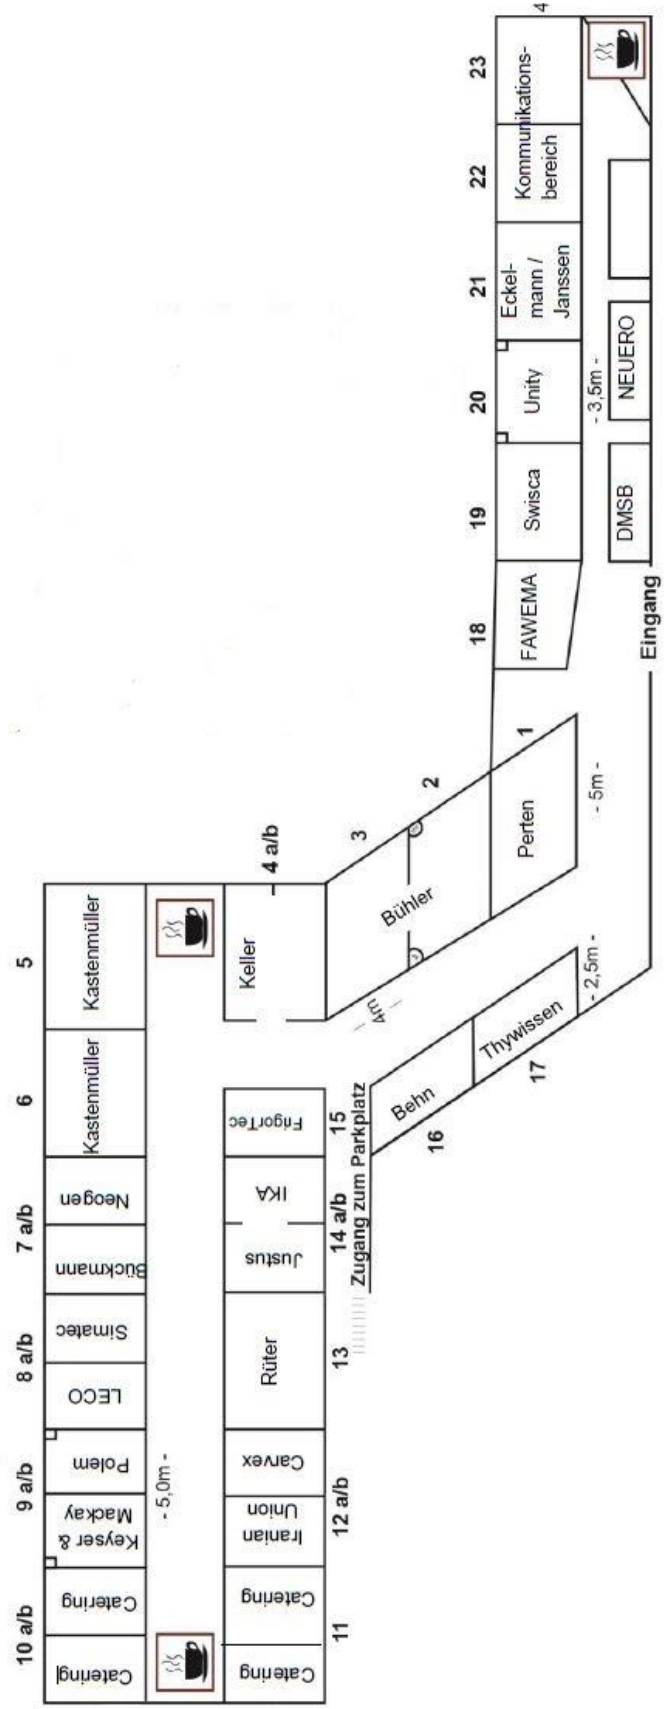 4
23
Kommunikations-
bereich
22
21
Eckel-
mann /
Janssen
20
Unity
- 3,5m -
NEUERO
19
Swisca
DMSB
18
FAWEMA
Eingang
1
2
3
Perten
- 5m -
Bühler
4 a/b
Keller
4m
5
Kastenmüller
6
Kastenmüller
- 2,5m -
Thywissen
17
Behn
16
Zugang zum Parkplatz
15
FrigorTec
14 a/b
IKA
Justus
7 a/b
Neogen
Bückmann
8 a/b
Simatec
LECO
13
Rüter
9 a/b
Polem
Keyser &
Mackay
- 5,0m -
12 a/b
Carvex
Iranian
Union
10 a/b
Catering
Catering
11
Catering
Catering